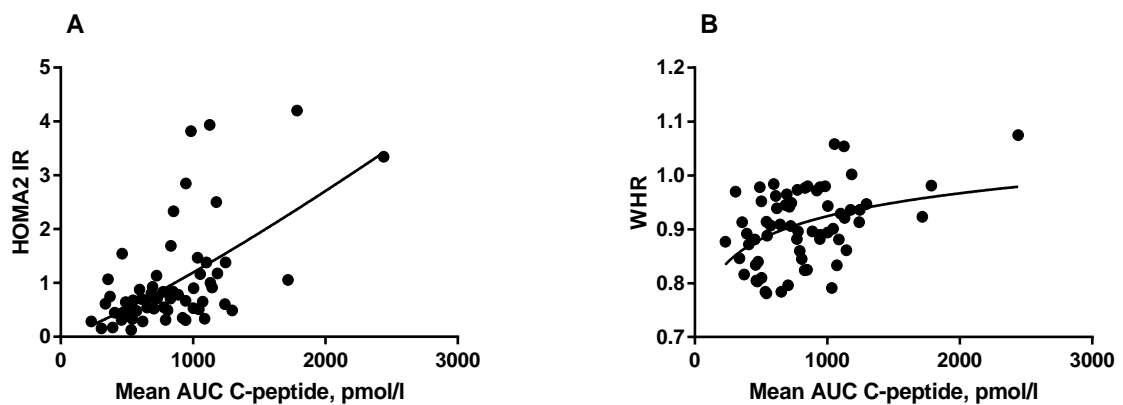 A
5
4
3
2
1
0
HOMA2 IR
0 1000 2000 3000
Mean AUC C-peptide, pmol/l
B
1.2
1.1
1.0
0.9
0.8
0.7
WHR
0 1000 2000 3000
Mean AUC C-peptide, pmol/l